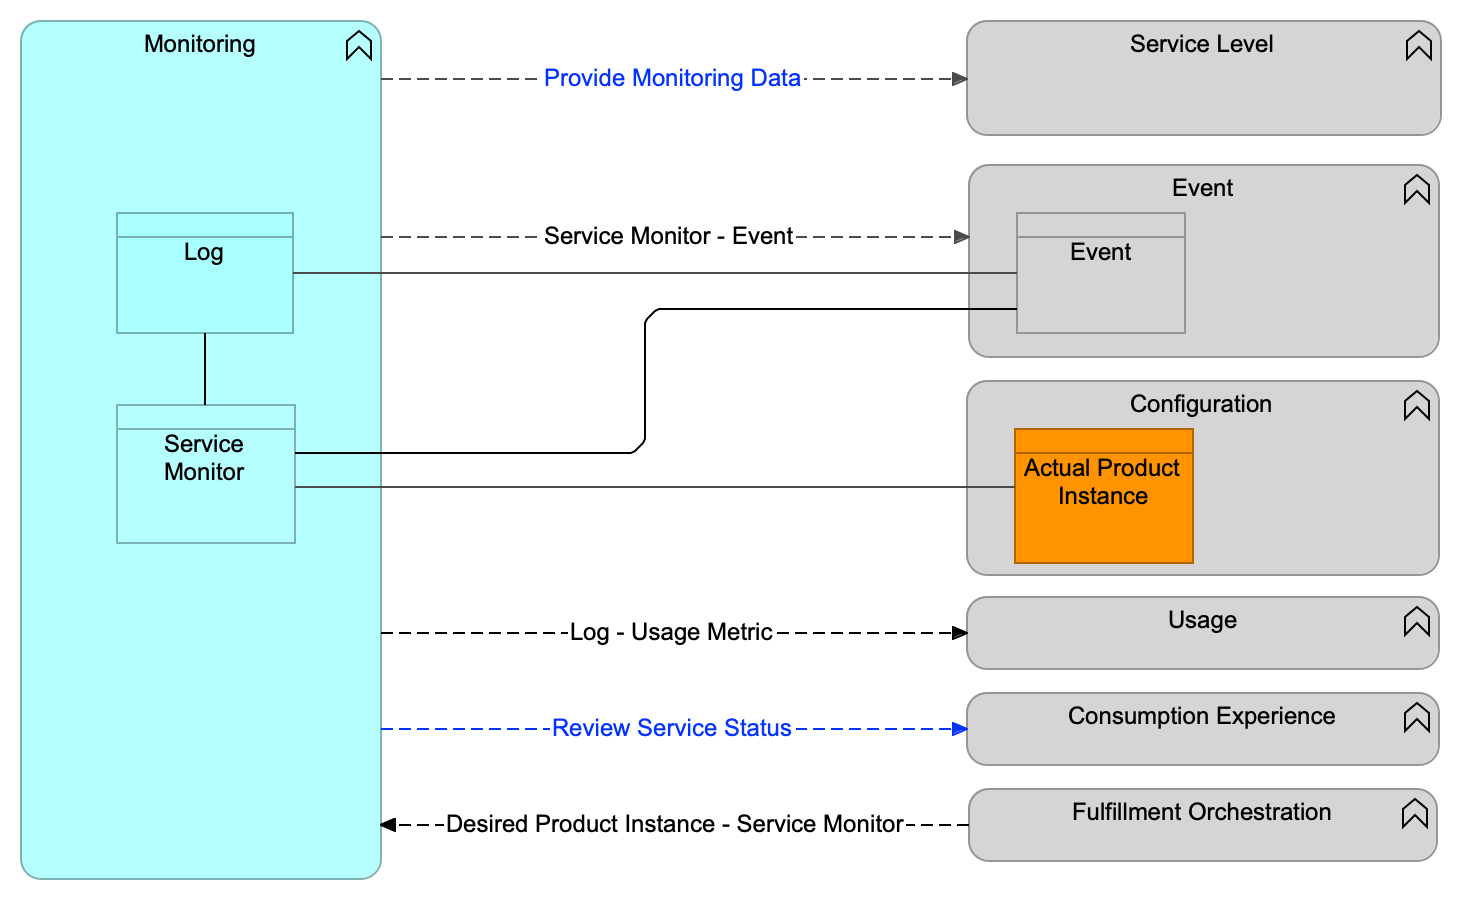 Monitoring
Service Level
Provide Monitoring Data
Event
Service Monitor - Event
Log
Event
Configuration
Service
Monitor
Actual Product
Instance
Log - Usage Metric
Usage
Review Service Status
Consumption Experience
Desired Product Instance - Service Monitor
Fulfillment Orchestration